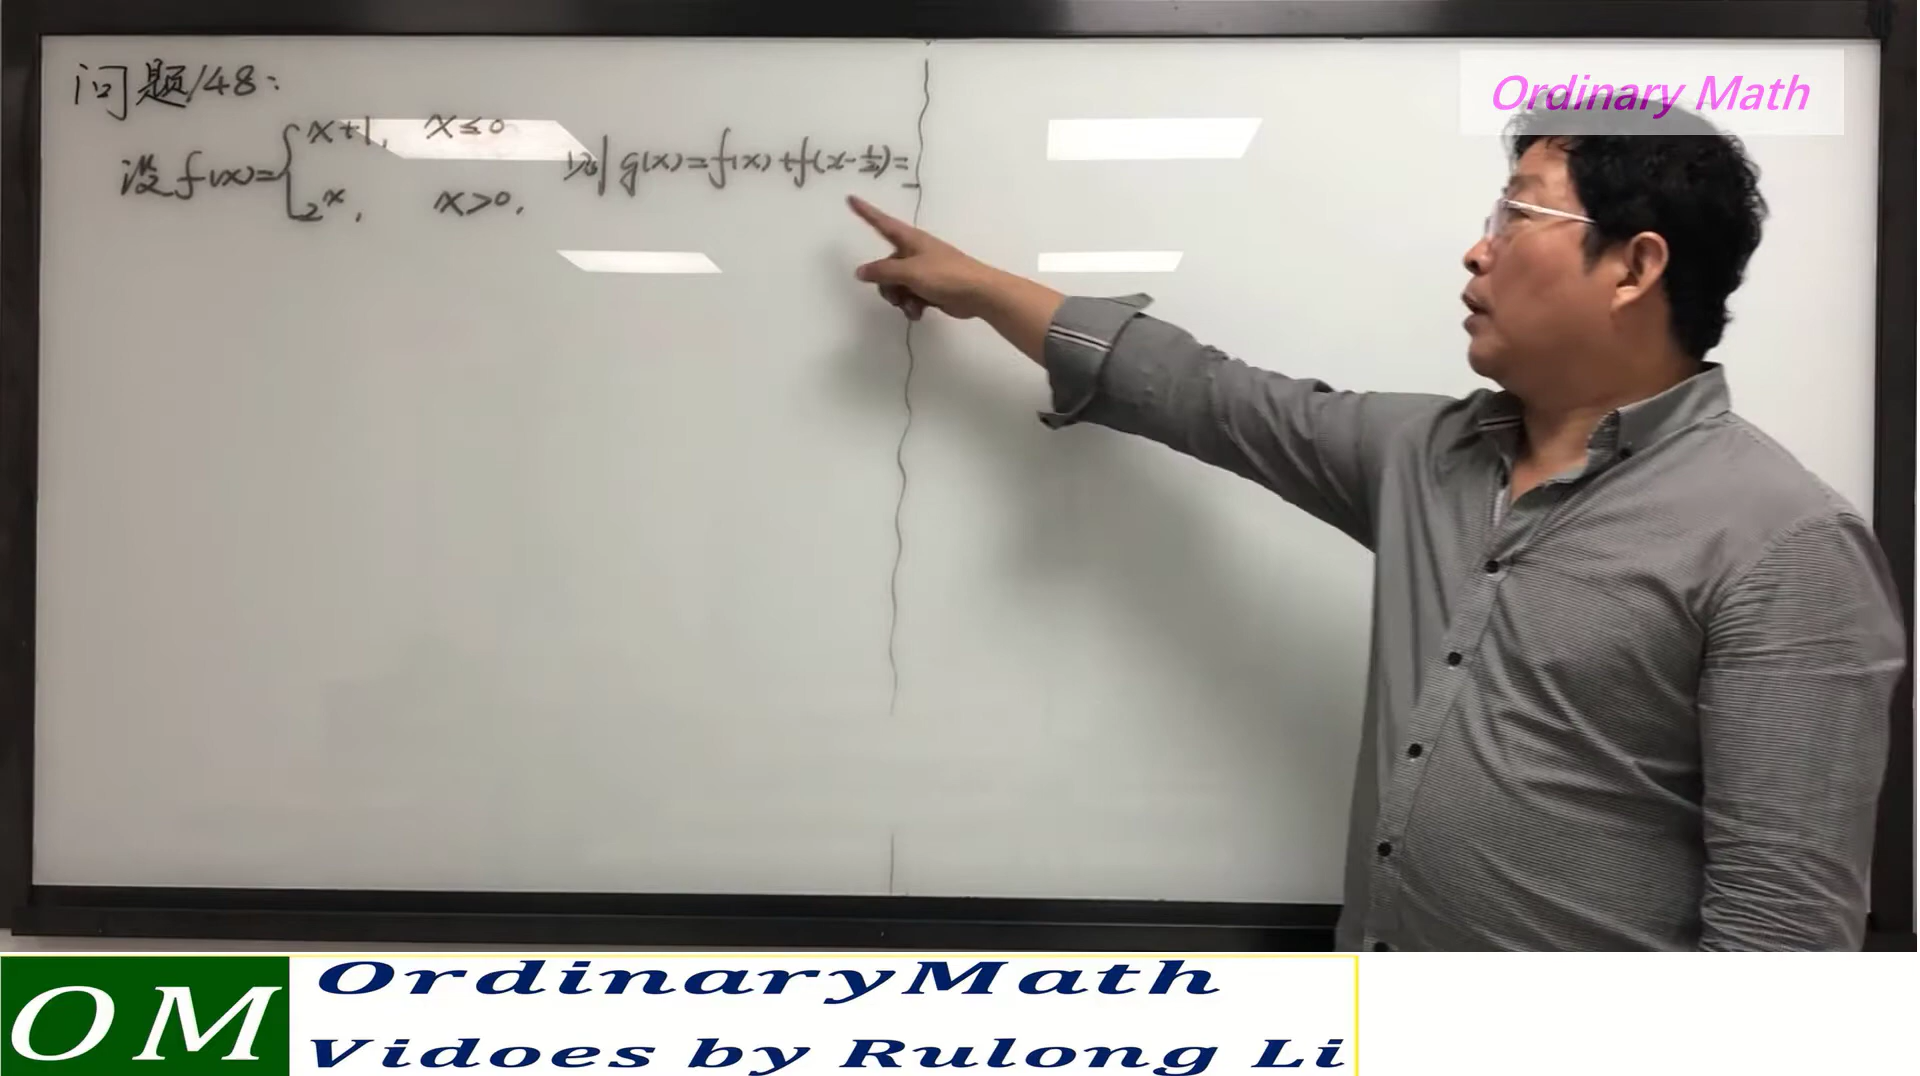 问题148:
设 f(x)= { x+1, x≤0
2^x, x>0, 则 g(x)=f(x)+f(x-1/2)=_
Ordinary Math
OM
OrdinaryMath
Vidoes by Rulong Li